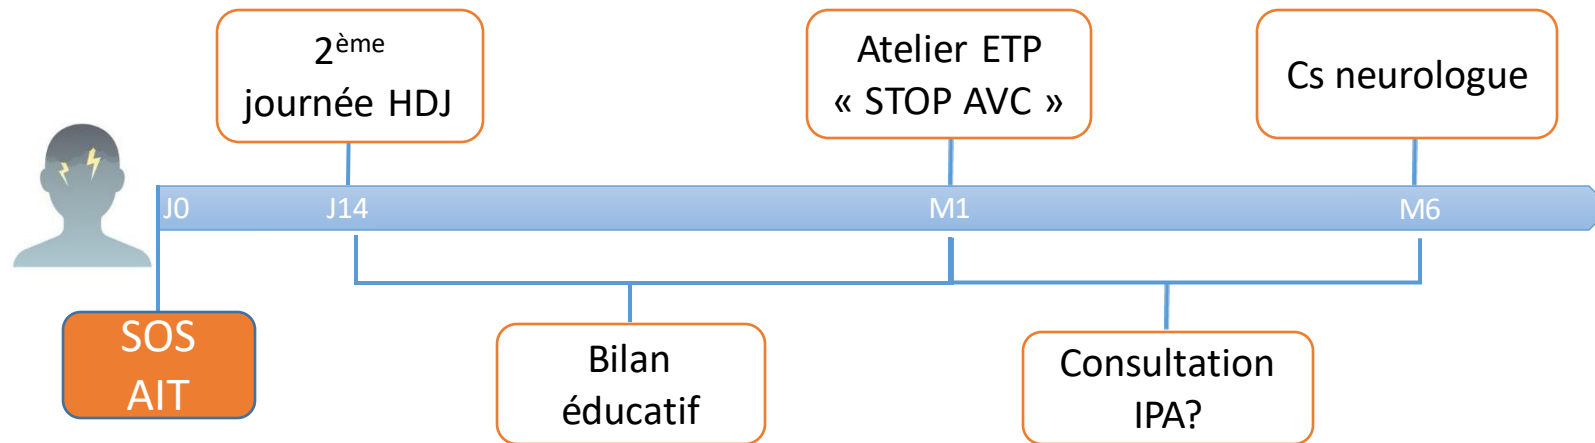 2ème
journée HDJ
Atelier ETP
« STOP AVC »
Cs neurologue
J0
J14
M1
M6
SOS
AIT
Bilan
éducatif
Consultation
IPA?